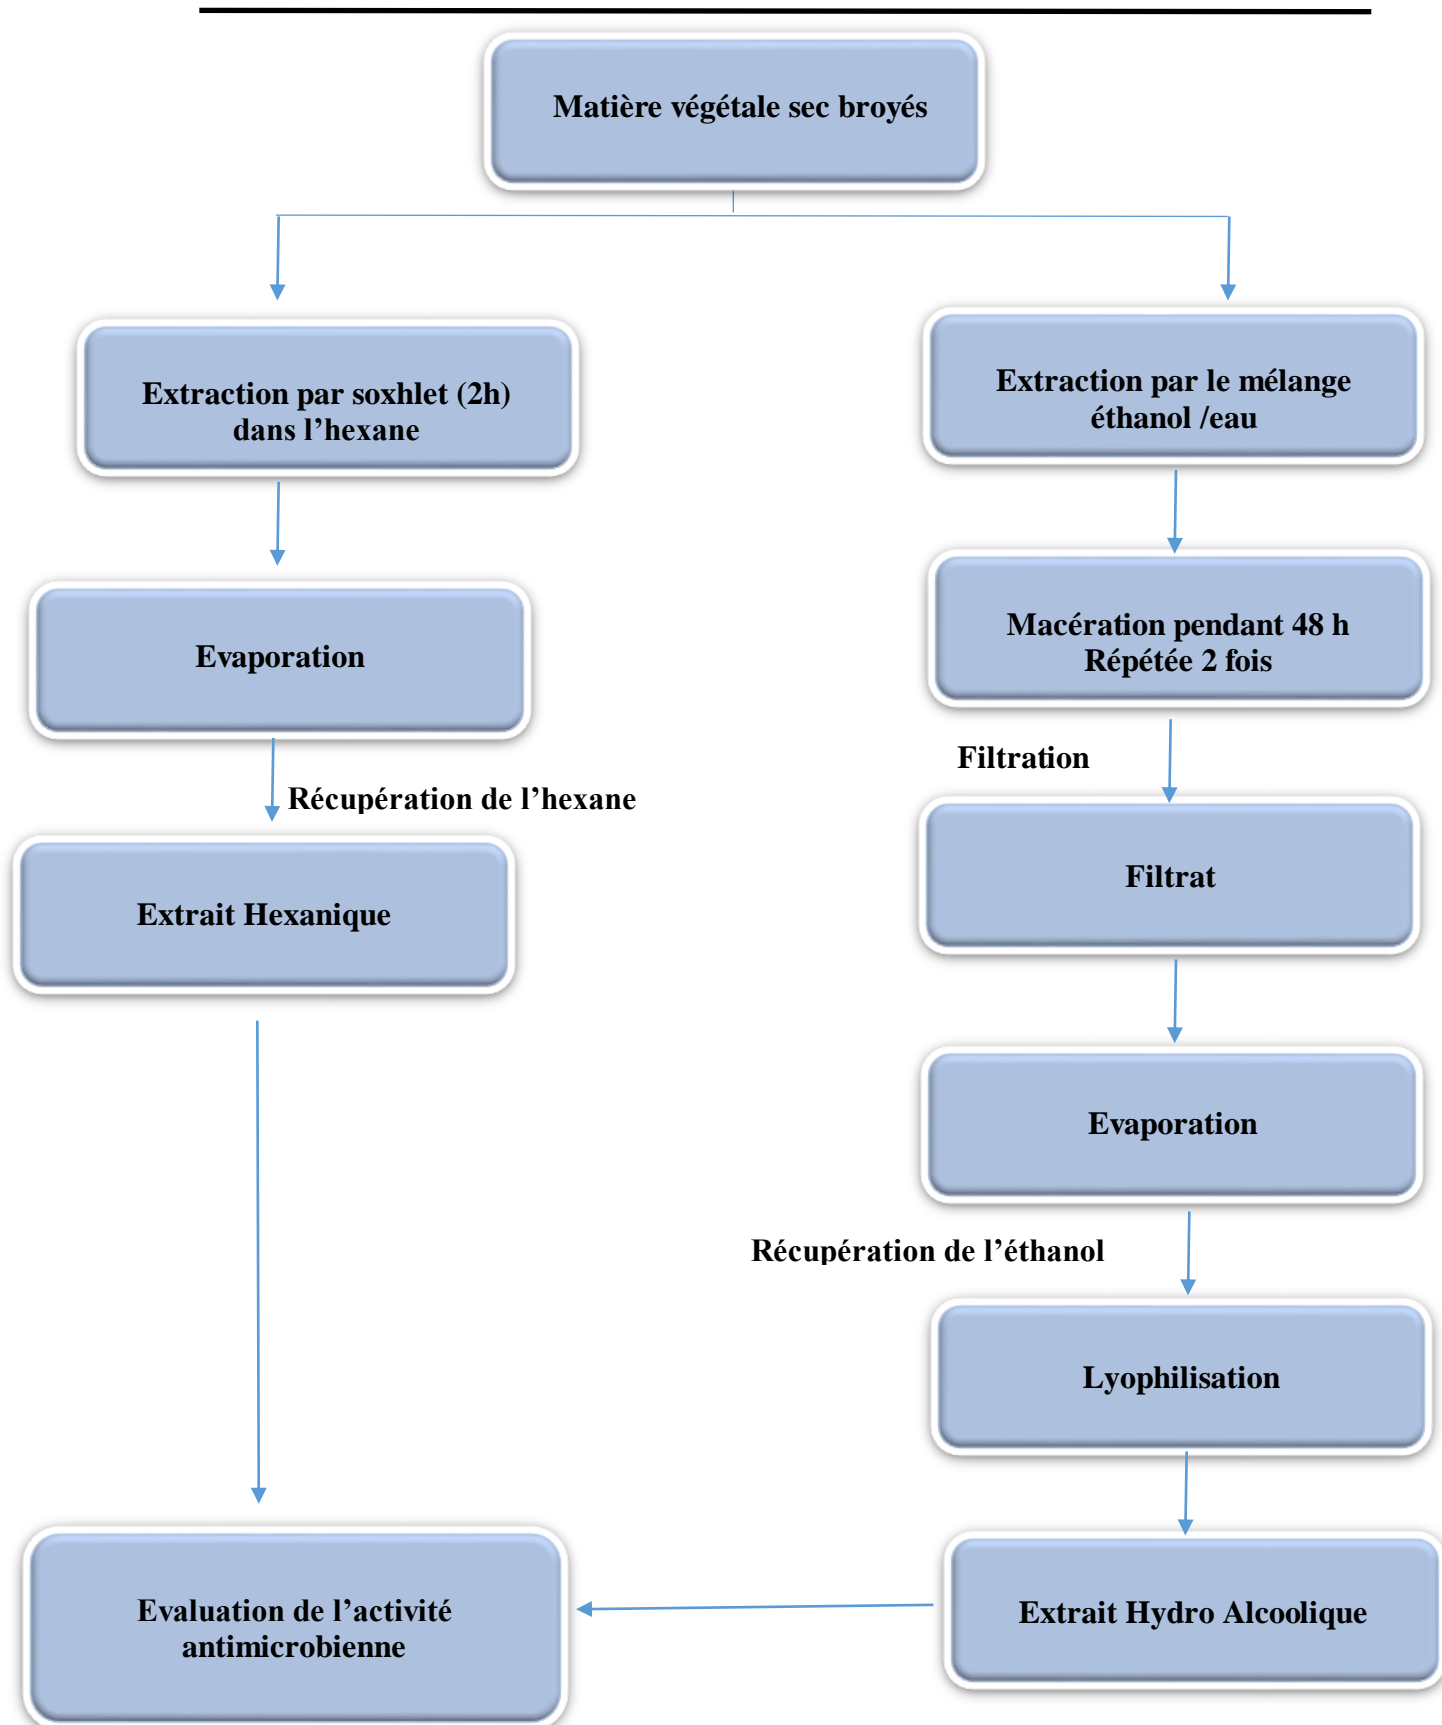 Matière végétale sec broyés
Extraction par soxhlet (2h)
dans l’hexane
Evaporation
Récupération de l’hexane
Extrait Hexanique
Extraction par le mélange
éthanol /eau
Macération pendant 48 h
Répétée 2 fois
Filtration
Filtrat
Evaporation
Récupération de l’éthanol
Lyophilisation
Extrait Hydro Alcoolique
Evaluation de l’activité
antimicrobienne